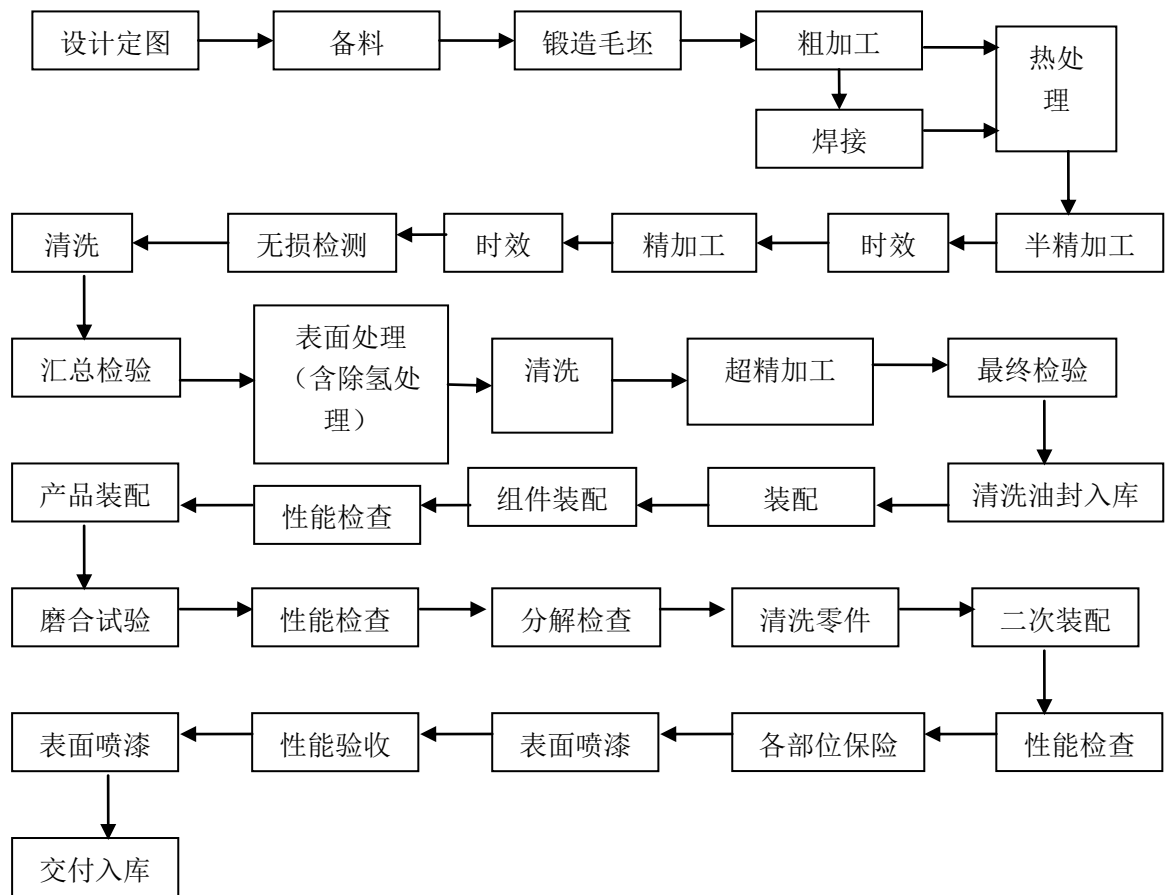 设计定图
备料
锻造毛坯
粗加工
热处
理
焊接
清洗
无损检测
时效
精加工
时效
半精加工
汇总检验
表面处理
（含除氢处
理）
清洗
超精加工
最终检验
产品装配
性能检查
组件装配
装配
清洗油封入库
磨合试验
性能检查
分解检查
清洗零件
二次装配
表面喷漆
性能验收
表面喷漆
各部位保险
性能检查
交付入库